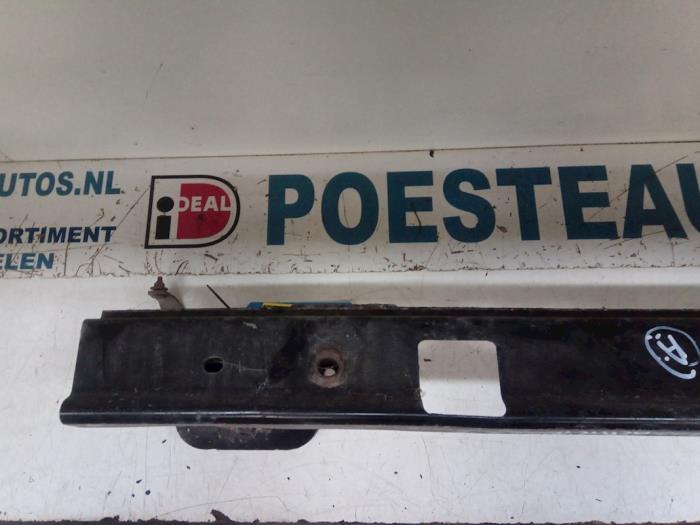 UTOS.NL
iDEAL
POESTEAU
ORTIMENT
ELEN
A